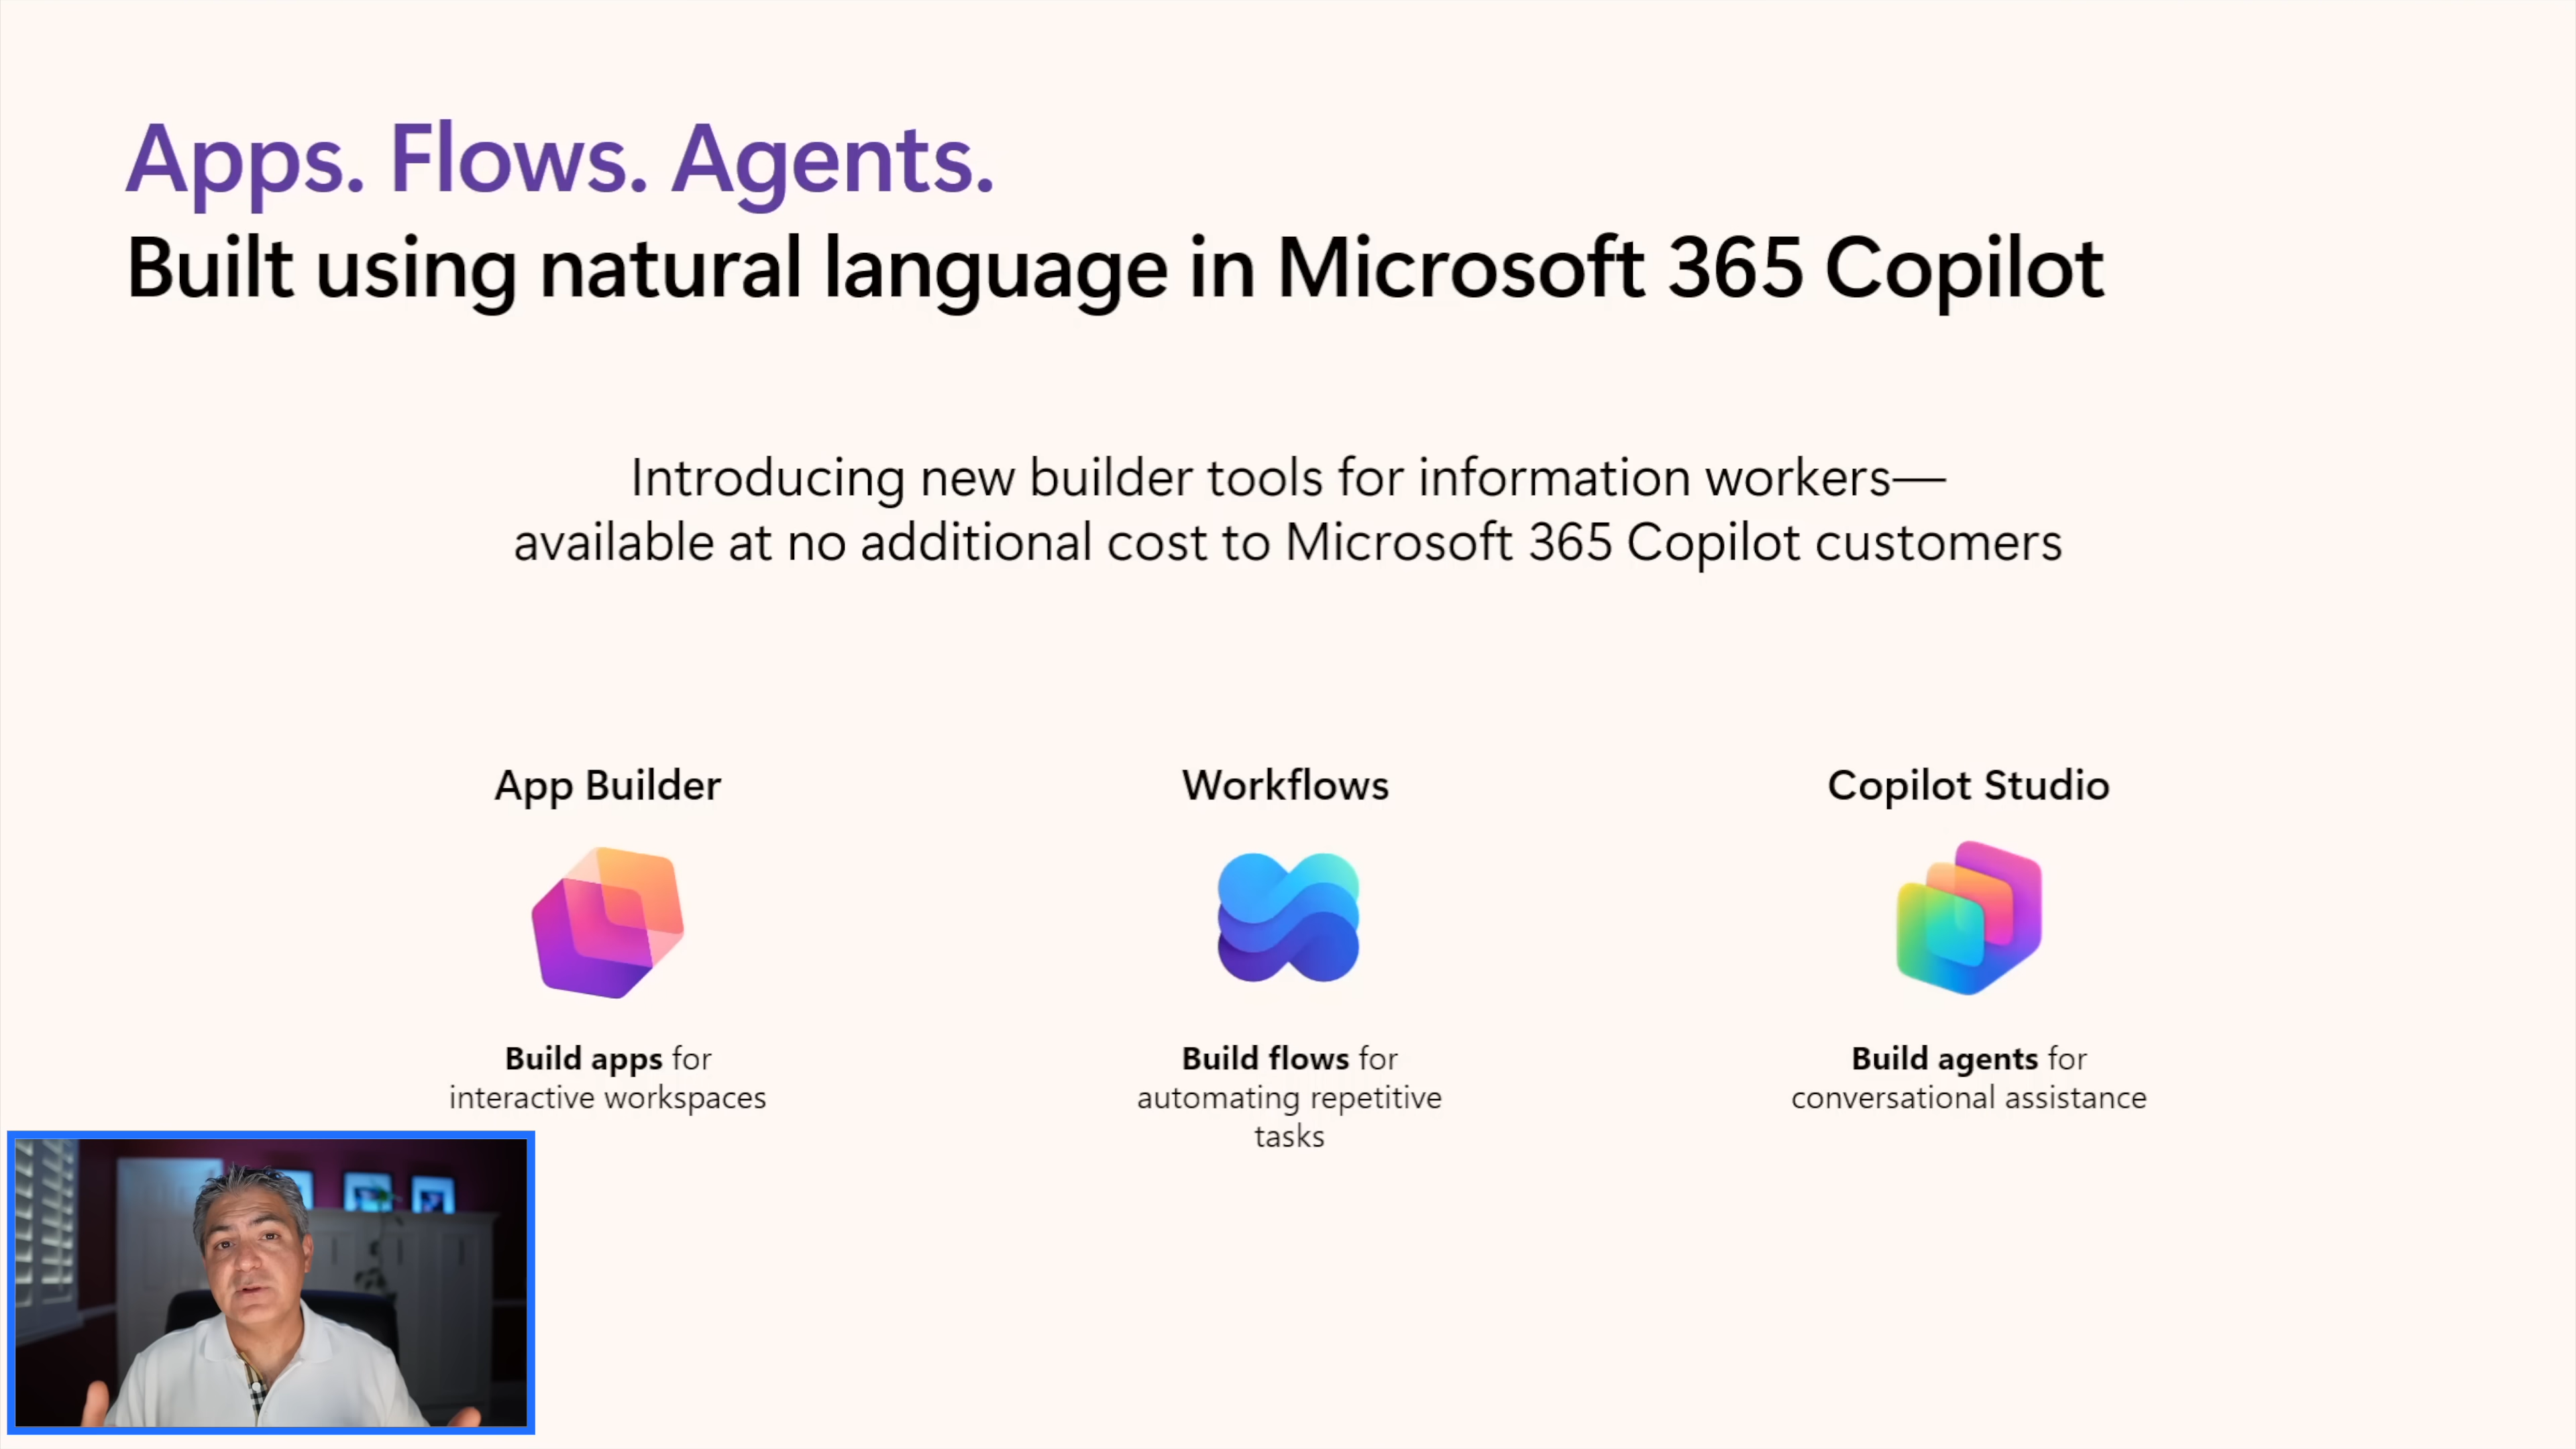 Apps. Flows. Agents.
Built using natural language in Microsoft 365 Copilot
Introducing new builder tools for information workers—
available at no additional cost to Microsoft 365 Copilot customers
App Builder
Build apps for
interactive workspaces
Workflows
Build flows for
automating repetitive
tasks
Copilot Studio
Build agents for
conversational assistance